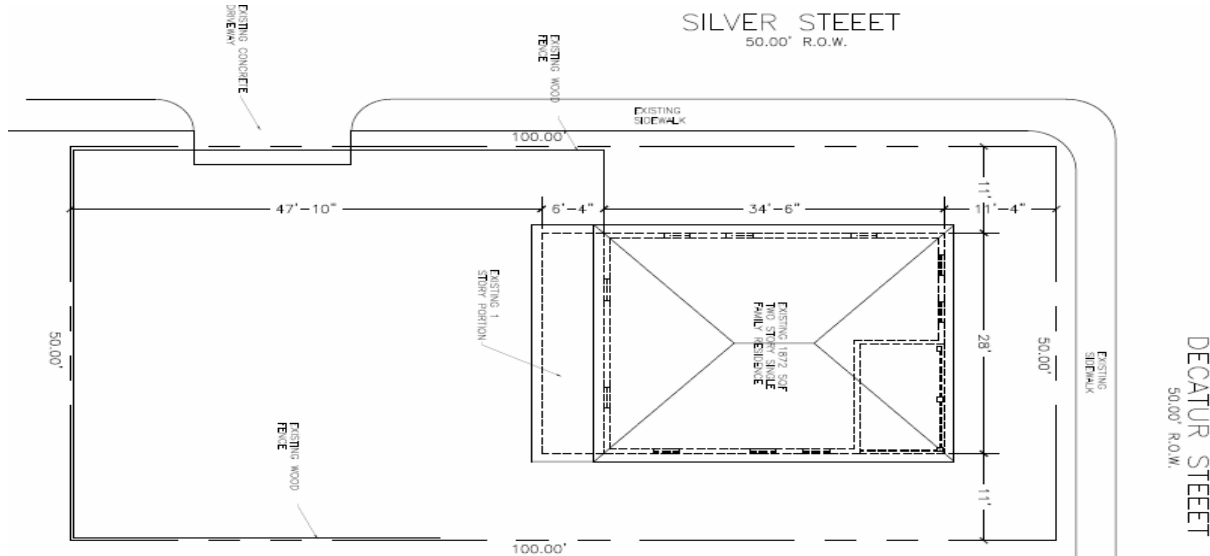 SILVER STEEET
50.00' R.O.W.
EXISTING CONCRETE
DRIVEWAY
EXISTING WOOD
FENCE
EXISTING
SIDEWALK
100.00'
47'-10"
6'-4"
34'-6"
11'
11'-4"
EXISTING 1
STORY PORTION
EXISTING 1872 SQF
TWO STORY SINGLE
FAMILY RESIDENCE
50.00'
28'
50.00'
EXISTING
SIDEWALK
DECATUR STEEET
50.00' R.O.W.
EXISTING WOOD
FENCE
11'
100.00'